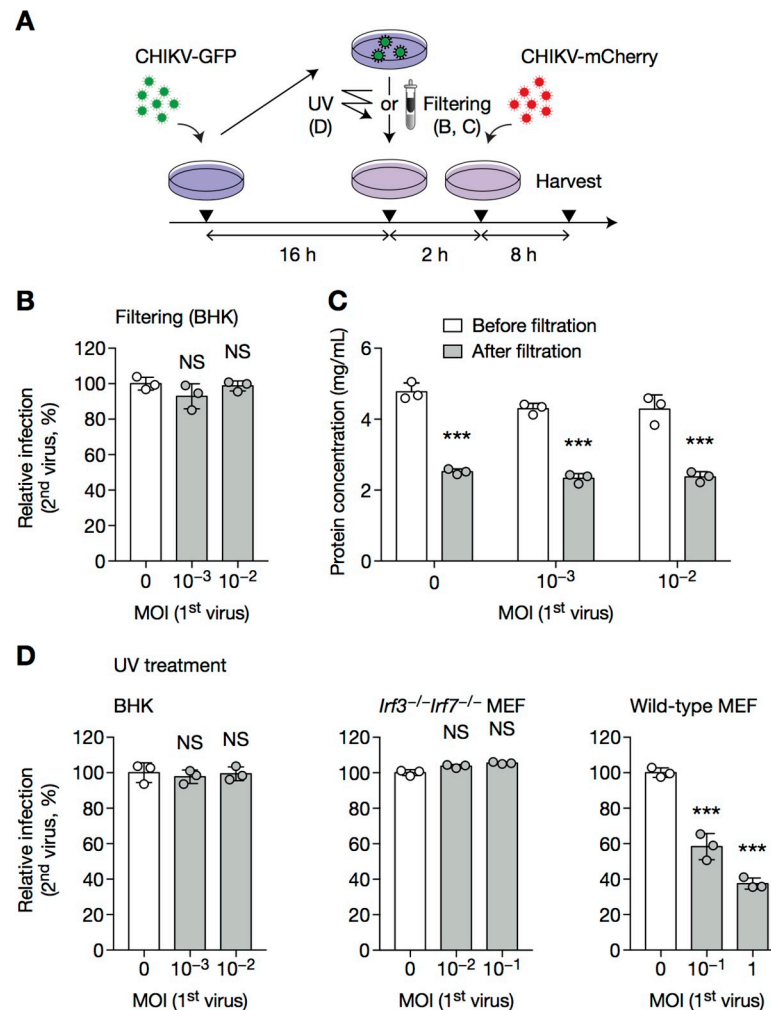 A
CHIKV-GFP
CHIKV-mCherry
UV
(D)
or
Filtering
(B, C)
Harvest
16 h
2 h
8 h
B
Filtering (BHK)
Relative infection
(2nd virus, %)
120
100
80
60
40
20
0
NS
NS
0
10⁻³
10⁻²
MOI (1st virus)
C
Before filtration
After filtration
Protein concentration (mg/mL)
6
4
2
0
***
***
***
0
10⁻³
10⁻²
MOI (1st virus)
D
UV treatment
BHK
Relative infection
(2nd virus, %)
120
100
80
60
40
20
0
NS
NS
0
10⁻³
10⁻²
MOI (1st virus)
Irf3⁻/⁻Irf7⁻/⁻ MEF
120
100
80
60
40
20
0
NS
NS
0
10⁻²
10⁻¹
MOI (1st virus)
Wild-type MEF
120
100
80
60
40
20
0
***
***
0
10⁻¹
1
MOI (1st virus)